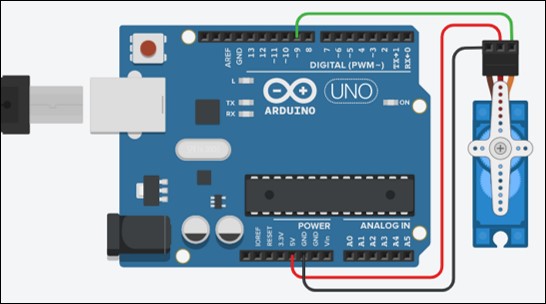 AREF
GND
13
12
~11
~10
~9
8
7
~6
~5
4
~3
2
TX→1
RX←0
DIGITAL (PWM~)
L
TX
RX
ARDUINO
UNO
ON
POWER
ANALOG IN
IOREF
RESET
3.3V
5V
GND
GND
Vin
A0
A1
A2
A3
A4
A5